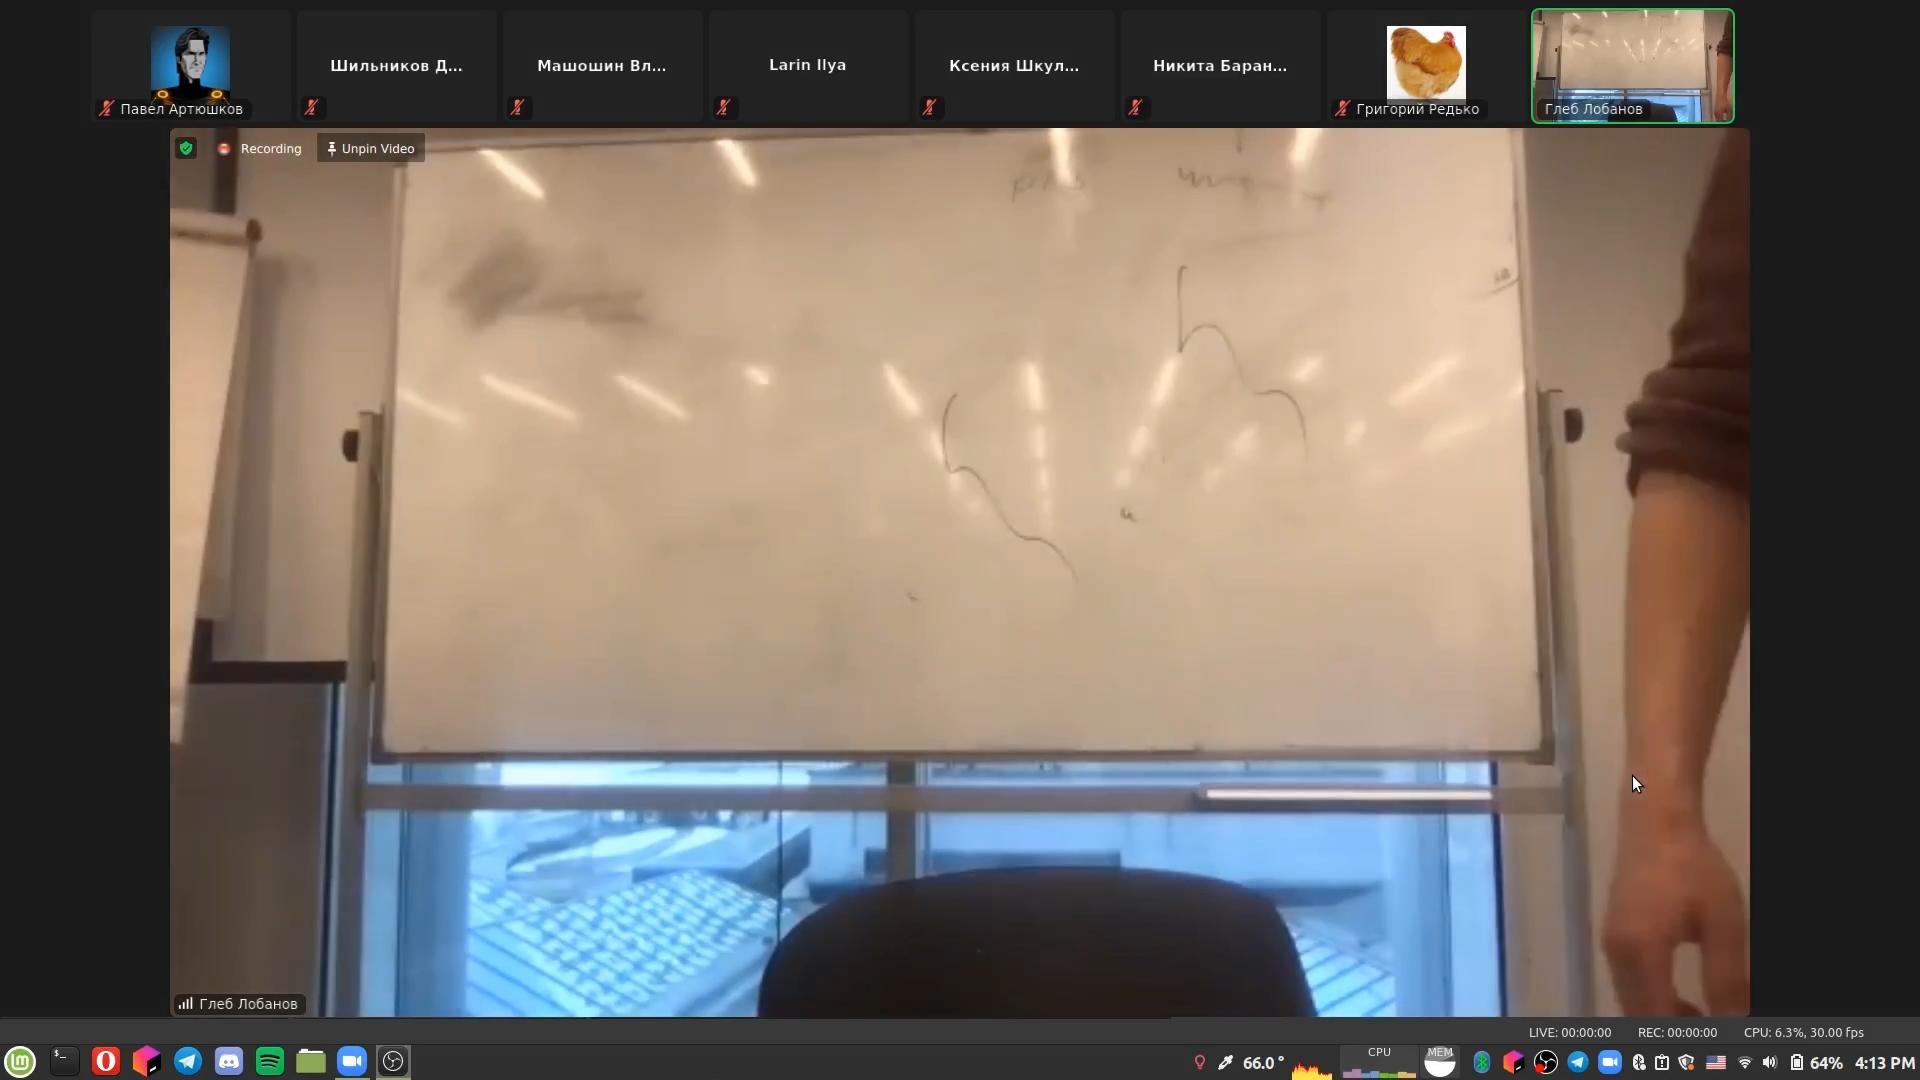 Павел Артюшков
Шильников Д...
Машошин Вл...
Larin Ilya
Ксения Шкул...
Никита Баран...
Григорий Редько
Глеб Лобанов
Recording
Unpin Video
Глеб Лобанов
LIVE: 00:00:00
REC: 00:00:00
CPU: 6.3%, 30.00 fps
66.0°
CPU
MEM
64%
4:13 PM